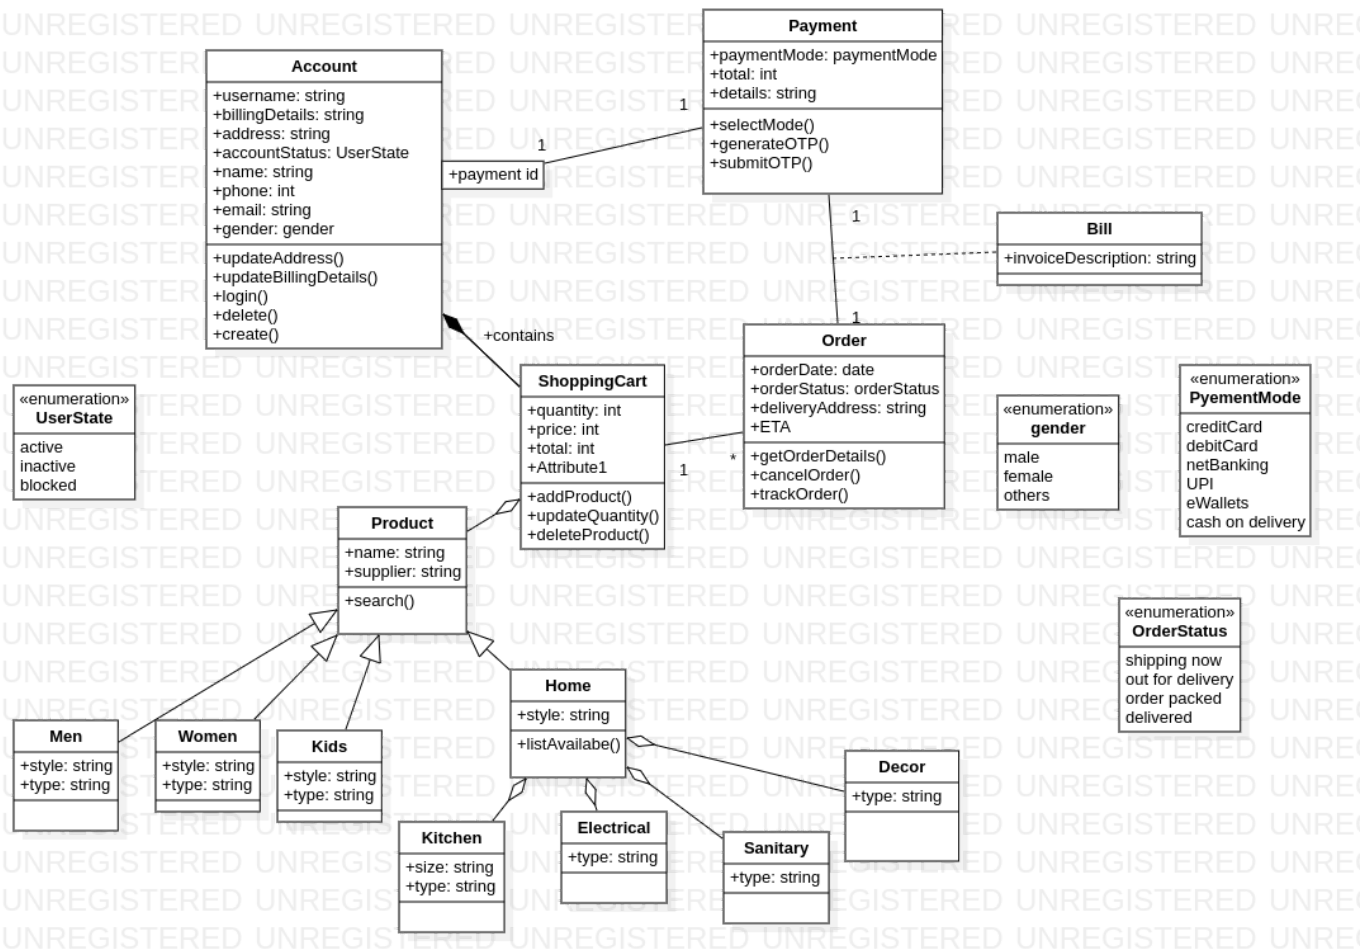 Payment
+paymentMode: paymentMode
+total: int
+details: string
+selectMode()
+generateOTP()
+submitOTP()
Account
+username: string
+billingDetails: string
+address: string
+accountStatus: UserState
+name: string
+phone: int
+email: string
+gender: gender
+updateAddress()
+updateBillingDetails()
+login()
+delete()
+create()
1
1
+payment id
1
Bill
+invoiceDescription: string
1
+contains
Order
+orderDate: date
+orderStatus: orderStatus
+deliveryAddress: string
+ETA
+getOrderDetails()
+cancelOrder()
+trackOrder()
ShoppingCart
+quantity: int
+price: int
+total: int
+Attribute1
+addProduct()
+updateQuantity()
+deleteProduct()
1
*
«enumeration»
UserState
active
inactive
blocked
«enumeration»
gender
male
female
others
«enumeration»
PyementMode
creditCard
debitCard
netBanking
UPI
eWallets
cash on delivery
Product
+name: string
+supplier: string
+search()
«enumeration»
OrderStatus
shipping now
out for delivery
order packed
delivered
Home
+style: string
+listAvailabe()
Men
+style: string
+type: string
Women
+style: string
+type: string
Kids
+style: string
+type: string
Decor
+type: string
Kitchen
+size: string
+type: string
Electrical
+type: string
Sanitary
+type: string
UNREGISTERED